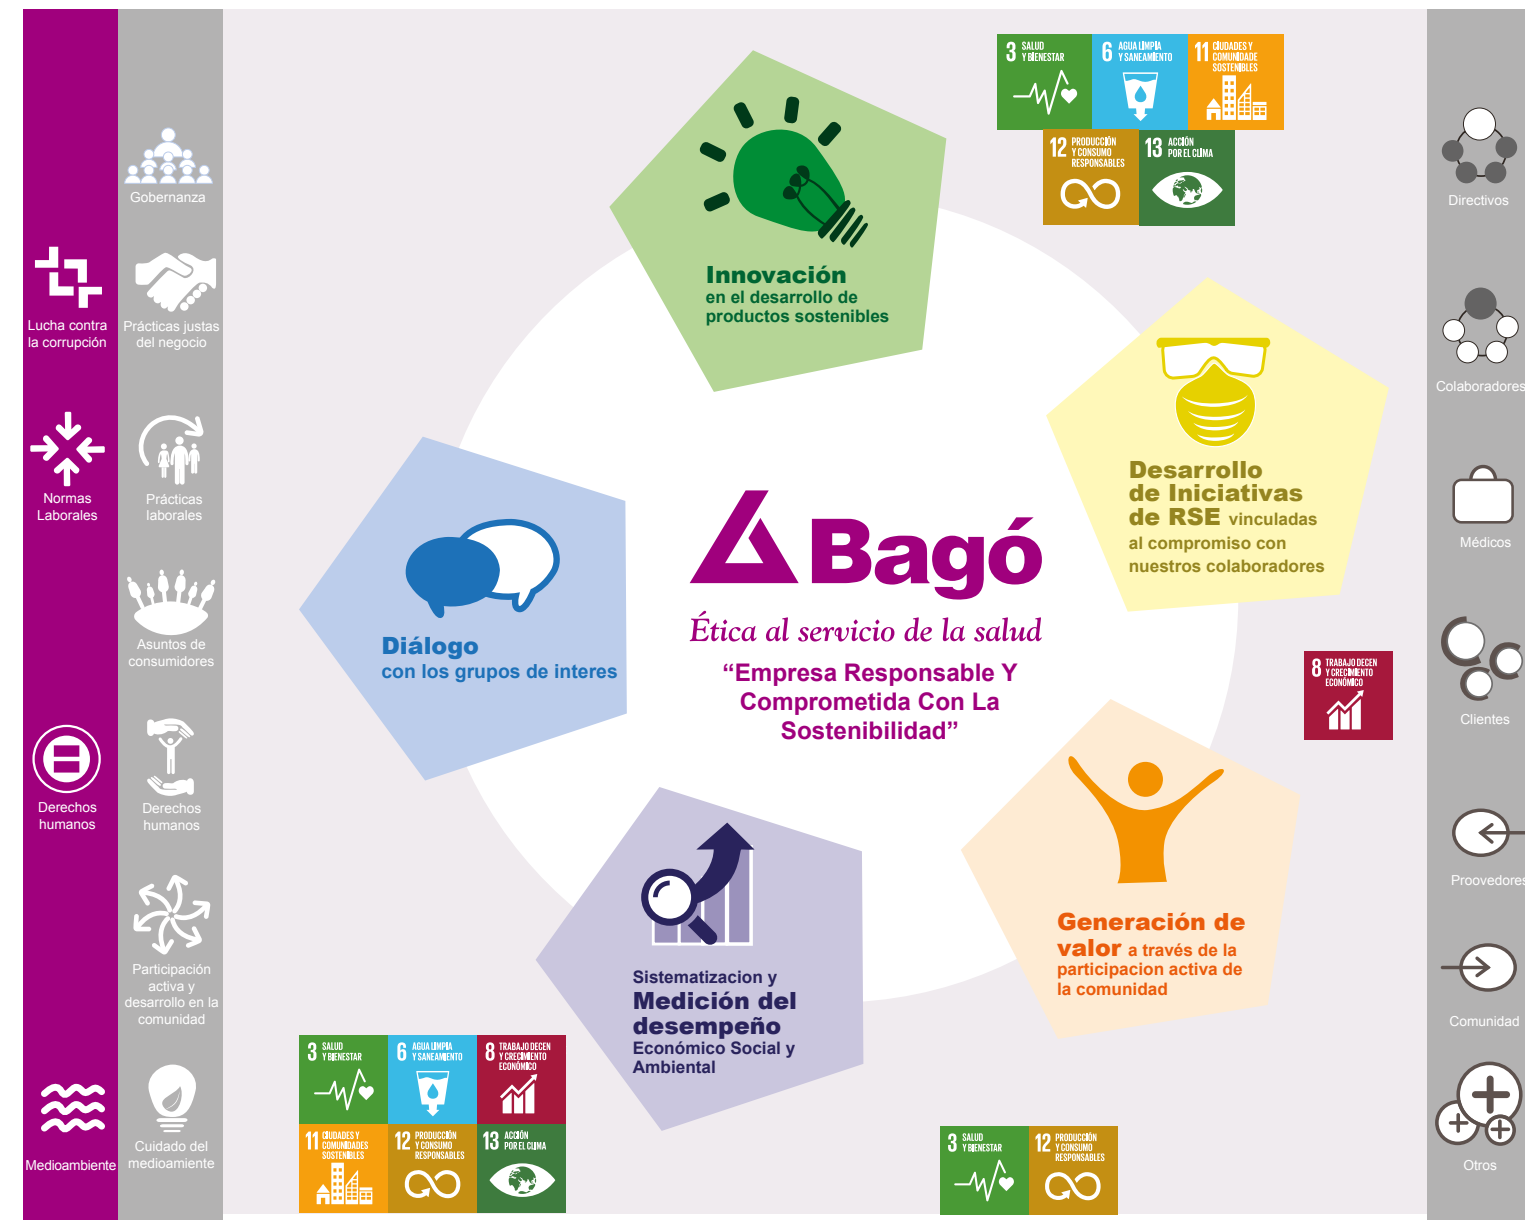 Lucha contra
la corrupción
Normas
Laborales
Derechos
humanos
Medioambiente
Gobernanza
Prácticas justas
del negocio
Prácticas
laborales
Asuntos de
consumidores
Derechos
humanos
Participación
activa y
desarrollo en la
comunidad
Cuidado del
medioamiente
Innovación
en el desarrollo de
productos sostenibles
3 SALUD
Y BIENESTAR
6 AGUA LIMPIA
Y SANEAMIENTO
11 CIUDADES Y
COMUNIDADE
SOSTENIBLES
12 PRODUCCIÓN
Y CONSUMO
RESPONSABLES
13 ACCIÓN
POR EL CLIMA
Desarrollo
de Iniciativas
de RSE vinculadas
al compromiso con
nuestros colaboradores
Diálogo
con los grupos de interes
Bagó
Ética al servicio de la salud
“Empresa Responsable Y
Comprometida Con La
Sostenibilidad”
8 TRABAJO DECEN
Y CRECIMIENTO
ECONÓMICO
Generación de
valor a través de la
participacion activa de
la comunidad
Sistematizacion y
Medición del
desempeño
Económico Social y
Ambiental
3 SALUD
Y BIENESTAR
6 AGUA LIMPIA
Y SANEAMIENTO
8 TRABAJO DECEN
Y CRECIMIENTO
ECONÓMICO
11 CIUDADES Y
COMUNIDADES
SOSTENIBLES
12 PRODUCCIÓN
Y CONSUMO
RESPONSABLES
13 ACCIÓN
POR EL CLIMA
3 SALUD
Y BIENESTAR
12 PRODUCCIÓN
Y CONSUMO
RESPONSABLES
Directivos
Colaboradores
Médicos
Clientes
Proovedores
Comunidad
Otros